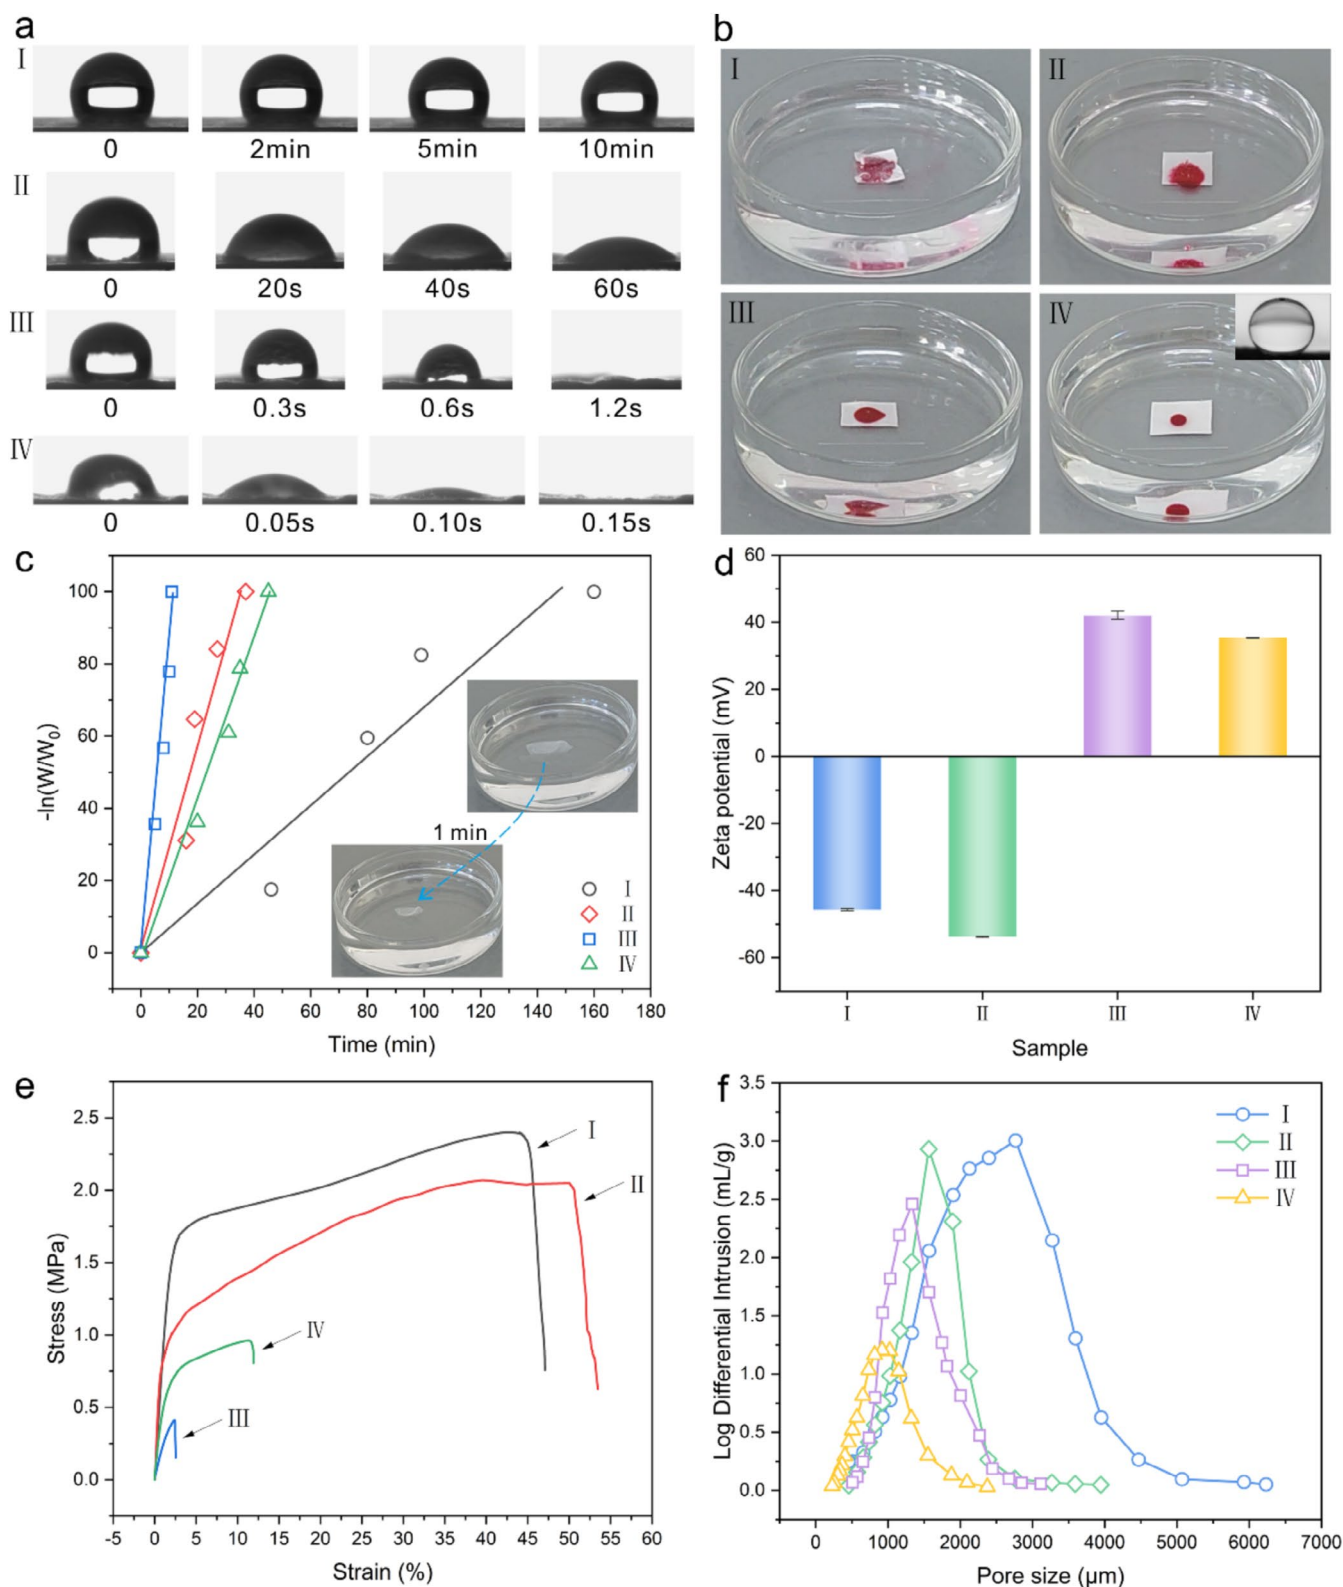 a
I
0 2min 5min 10min
II
0 20s 40s 60s
III
0 0.3s 0.6s 1.2s
IV
0 0.05s 0.10s 0.15s
b
I
II
III
IV
c
-ln(W/W0)
100
80
60
40
20
0
1 min
I
II
III
IV
0 20 40 60 80 100 120 140 160 180
Time (min)
d
Zeta potential (mV)
60
40
20
0
-20
-40
-60
I II III IV
Sample
e
Stress (MPa)
2.5
2.0
1.5
1.0
0.5
0.0
I
II
IV
III
-5 0 5 10 15 20 25 30 35 40 45 50 55 60
Strain (%)
f
Log Differential Intrusion (mL/g)
3.5
3.0
2.5
2.0
1.5
1.0
0.5
0.0
I
II
III
IV
0 1000 2000 3000 4000 5000 6000 7000
Pore size (μm)